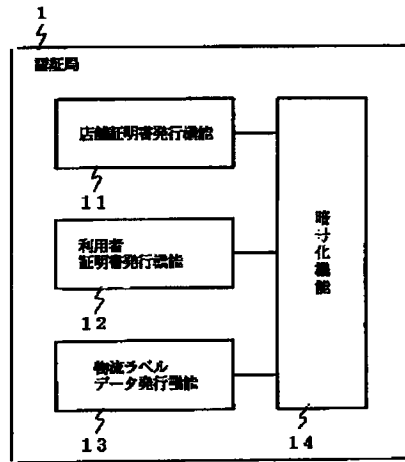 1
認証局
店舗証明書発行機能
11
利用者
証明書発行機能
12
物流ラベル
データ発行機能
13
暗号化機能
14